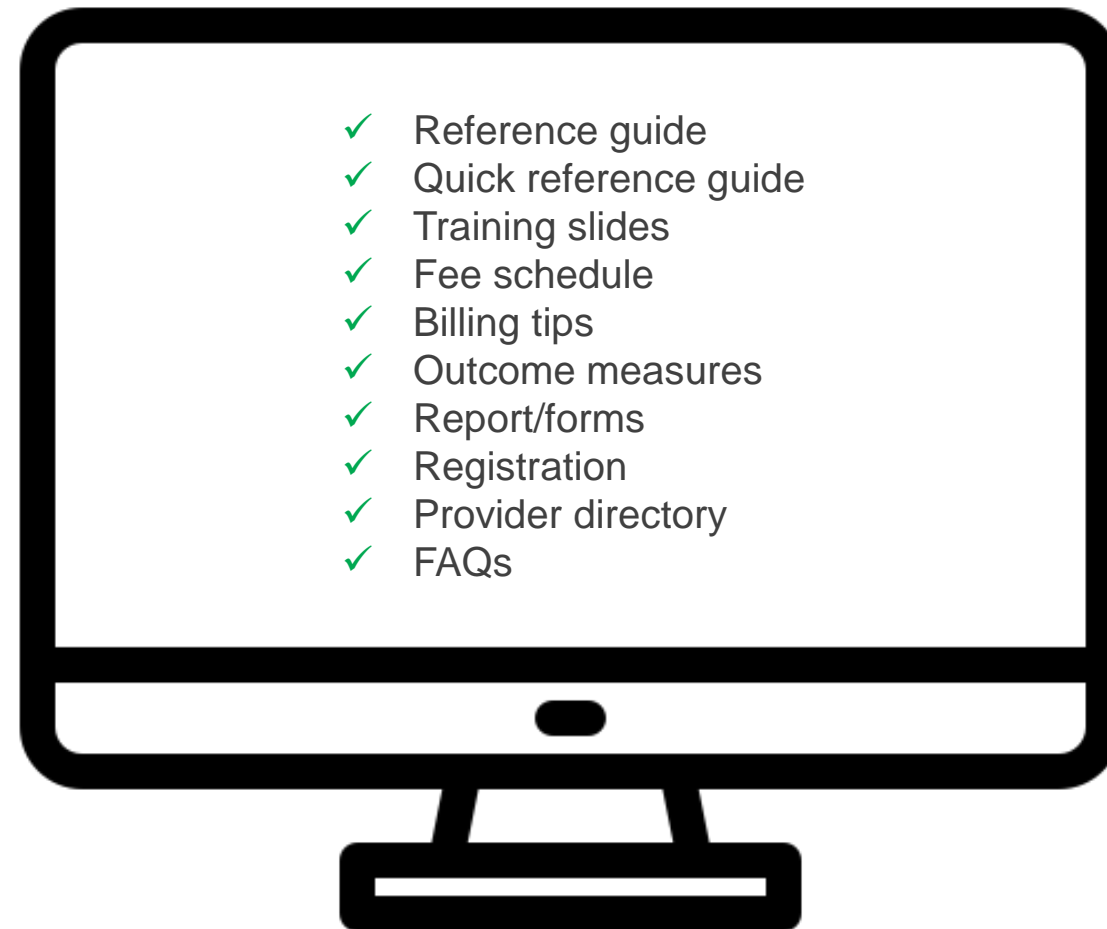 ✓ Reference guide
✓ Quick reference guide
✓ Training slides
✓ Fee schedule
✓ Billing tips
✓ Outcome measures
✓ Report/forms
✓ Registration
✓ Provider directory
✓ FAQs